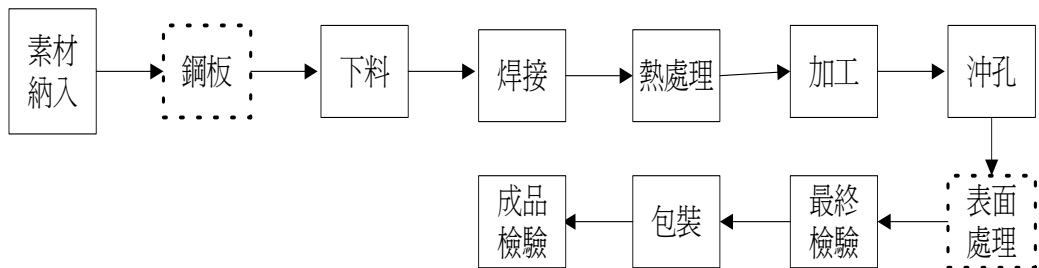 素材
納入
鋼板
下料
焊接
熱處理
加工
沖孔
表面
處理
最終
檢驗
包裝
成品
檢驗